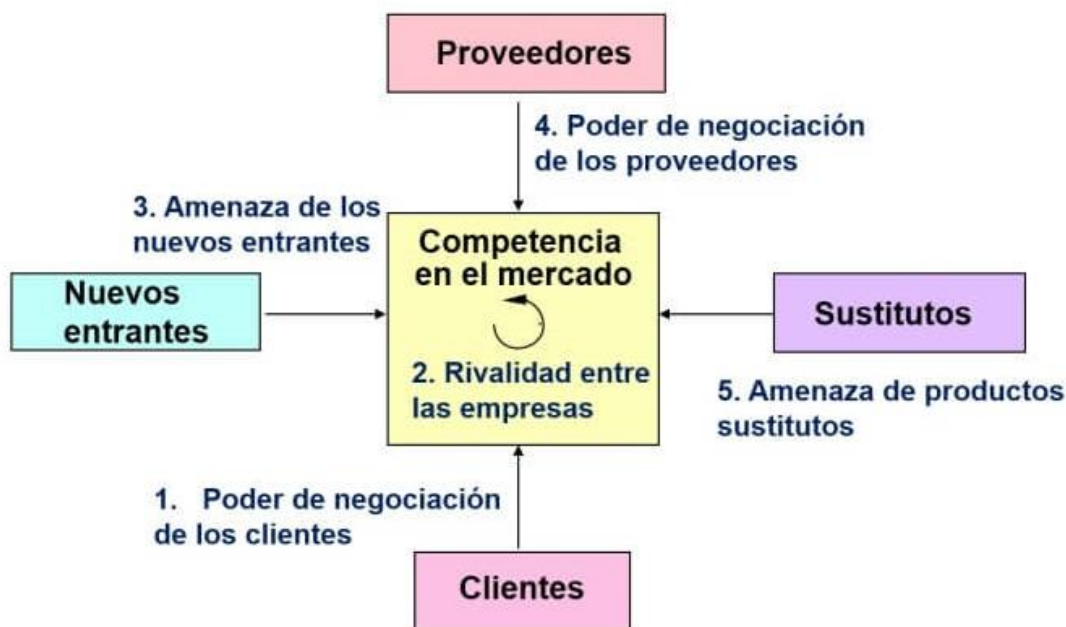 Proveedores
4. Poder de negociación
de los proveedores
3. Amenaza de los
nuevos entrantes
Competencia
en el mercado
Nuevos
entrantes
Sustitutos
2. Rivalidad entre
las empresas
5. Amenaza de productos
sustitutos
1. Poder de negociación
de los clientes
Clientes